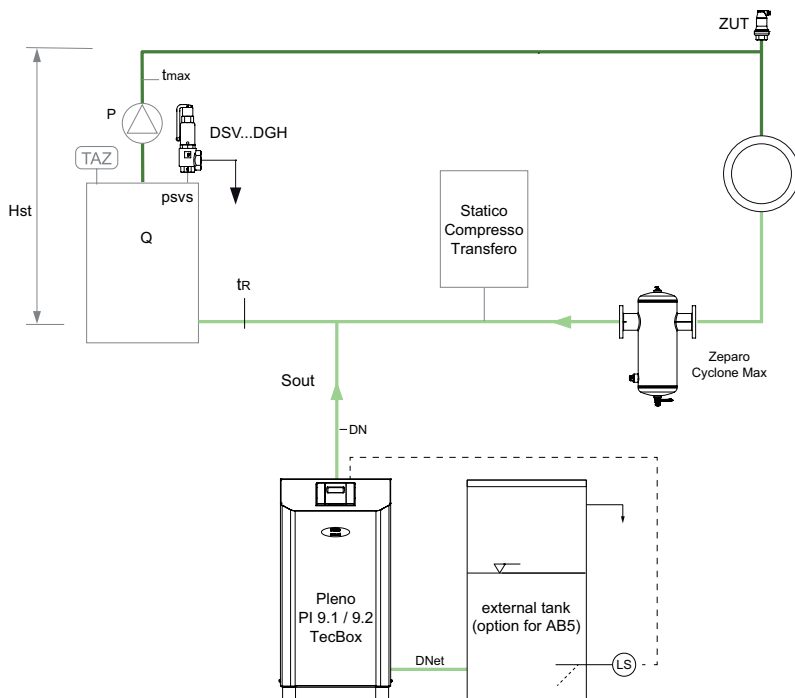 ZUT
tmax
P
DSV...DGH
TAZ
psvs
Hst
Q
Statico
Compresso
Transfero
tR
Zeparo
Cyclone Max
Sout
DN
Pleno
PI 9.1 / 9.2
TecBox
external tank
(option for AB5)
DNet
LS